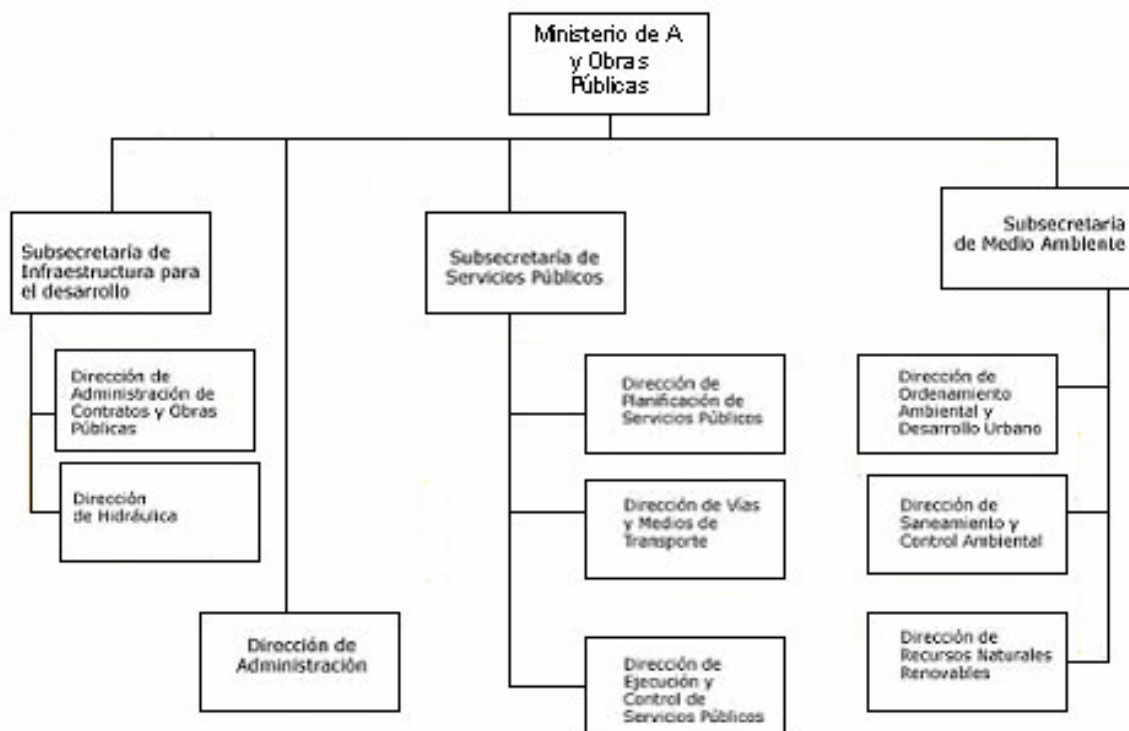 Ministerio de A
y Obras
Públicas
Subsecretaría de
Infraestructura para
el desarrollo
Subsecretaría de
Servicios Públicos
Subsecretaría
de Medio Ambiente
Dirección de
Administración de
Contratos y Obras
Públicas
Dirección
de Hidráulica
Dirección de
Administración
Dirección de
Planificación de
Servicios Públicos
Dirección de Vías
y Medios de
Transporte
Dirección de
Ejecución y
Control de
Servicios Públicos
Dirección de
Ordenamiento
Ambiental y
Desarrollo Urbano
Dirección de
Saneamiento y
Control Ambiental
Dirección de
Recursos Naturales
Renovables